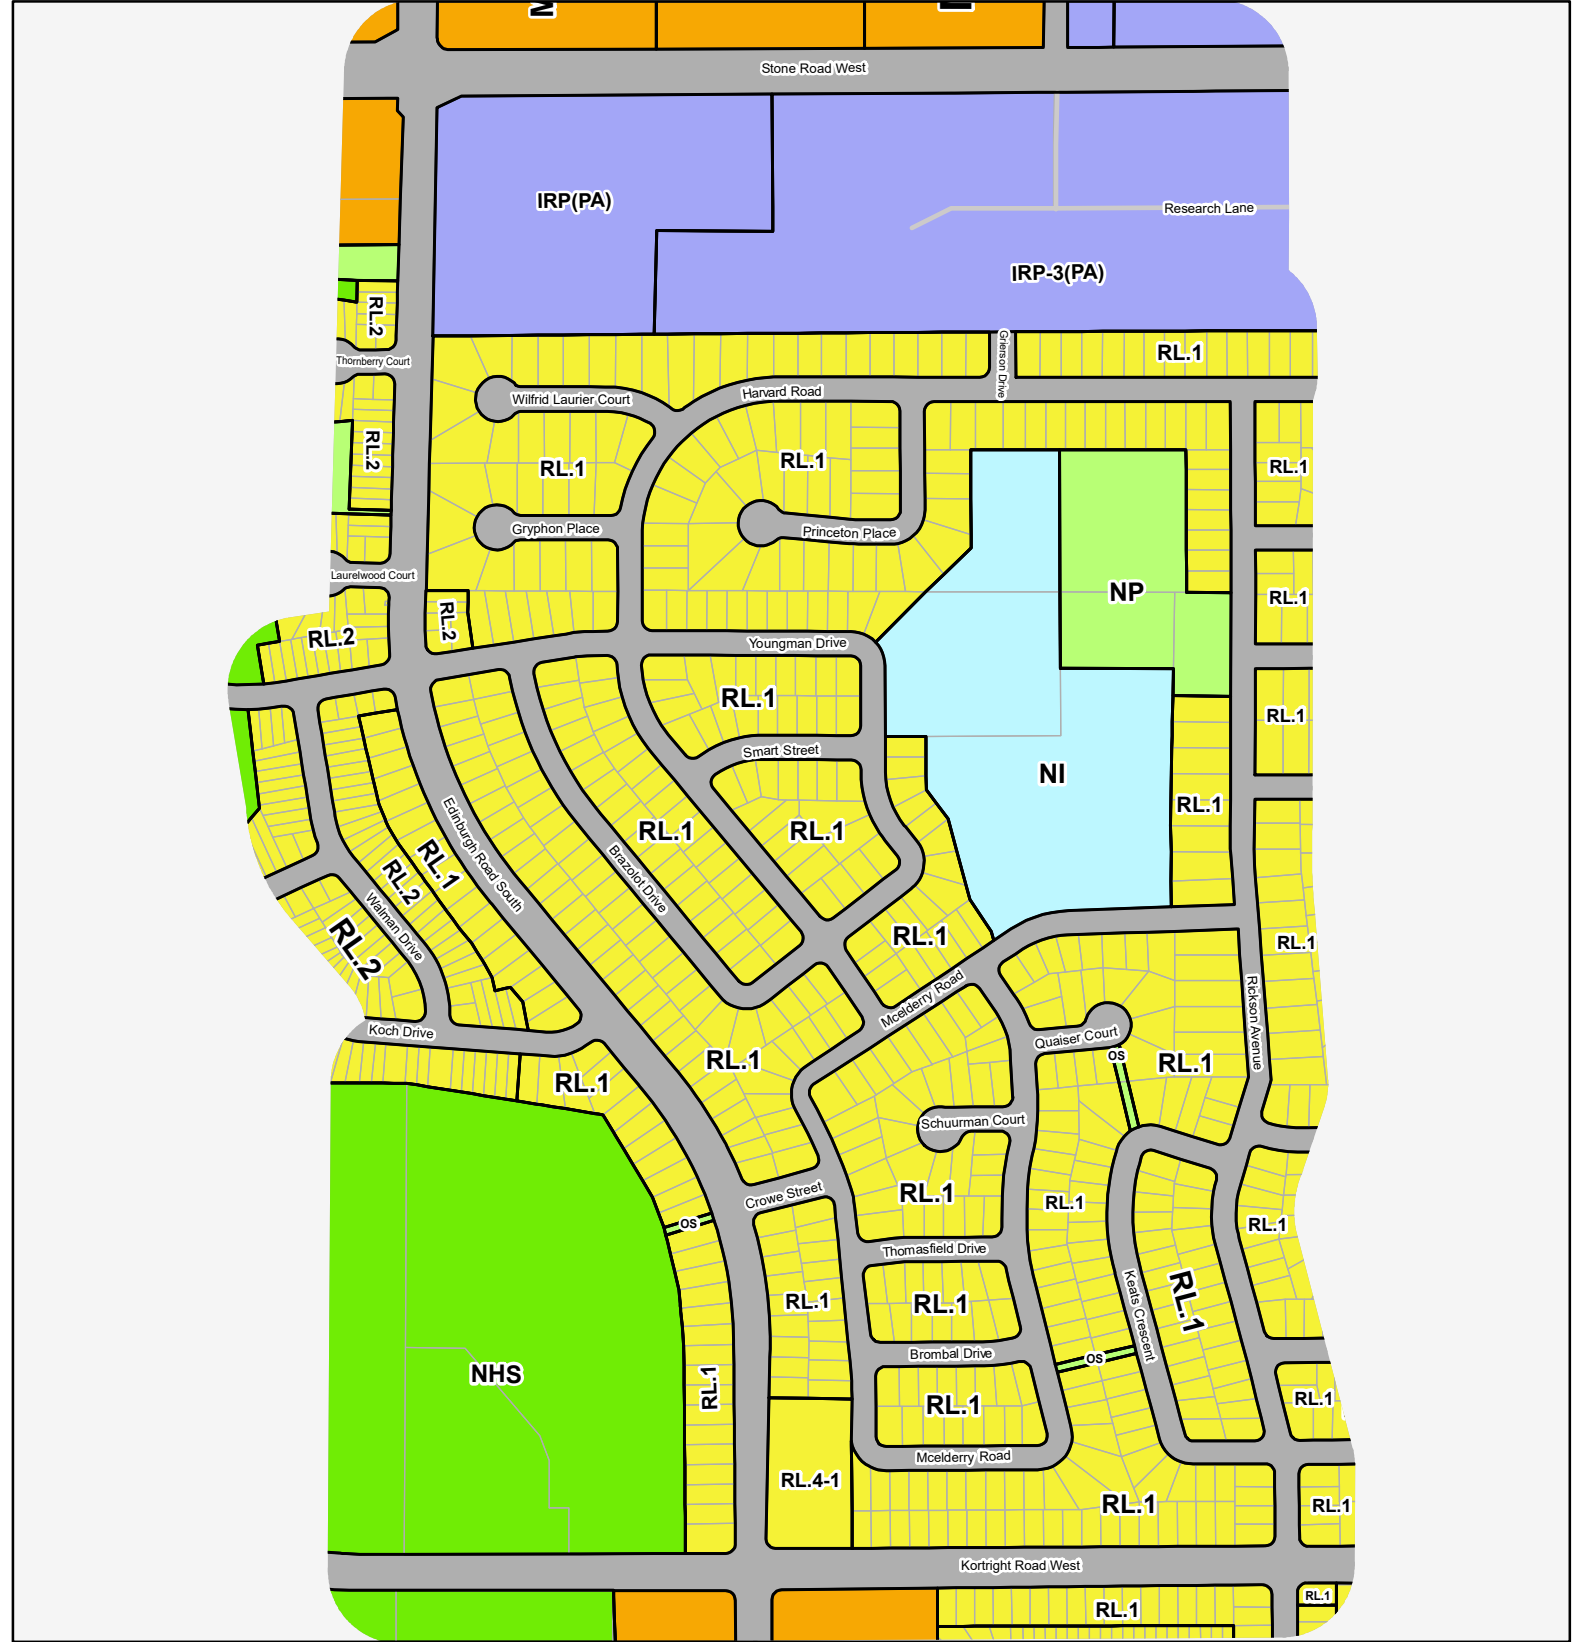 Stone Road West
IRP(PA)
Research Lane
IRP-3(PA)
RL.2
Thornberry Court
Grierson Drive
RL.1
Harvard Road
Wilfrid Laurier Court
RL.2
RL.1
RL.1
RL.1
Gryphon Place
Princeton Place
Laurelwood Court
NP
RL.1
RL.2
RL.2
Youngman Drive
RL.1
RL.1
Smart Street
NI
RL.1
Edinburgh Road South
RL.1
RL.1
Brazolot Drive
RL.1
RL.2
Walman Drive
RL.2
RL.1
RL.1
Mcelderry Road
Rickson Avenue
Koch Drive
Quaiser Court
OS
RL.1
RL.1
RL.1
Schuurman Court
Crowe Street
RL.1
RL.1
OS
RL.1
Thomasfield Drive
Keats Crescent
RL.1
RL.1
RL.1
Brombal Drive
OS
NHS
RL.1
RL.1
RL.1
Mcelderry Road
RL.4-1
RL.1
RL.1
Kortright Road West
RL.1
RL.1